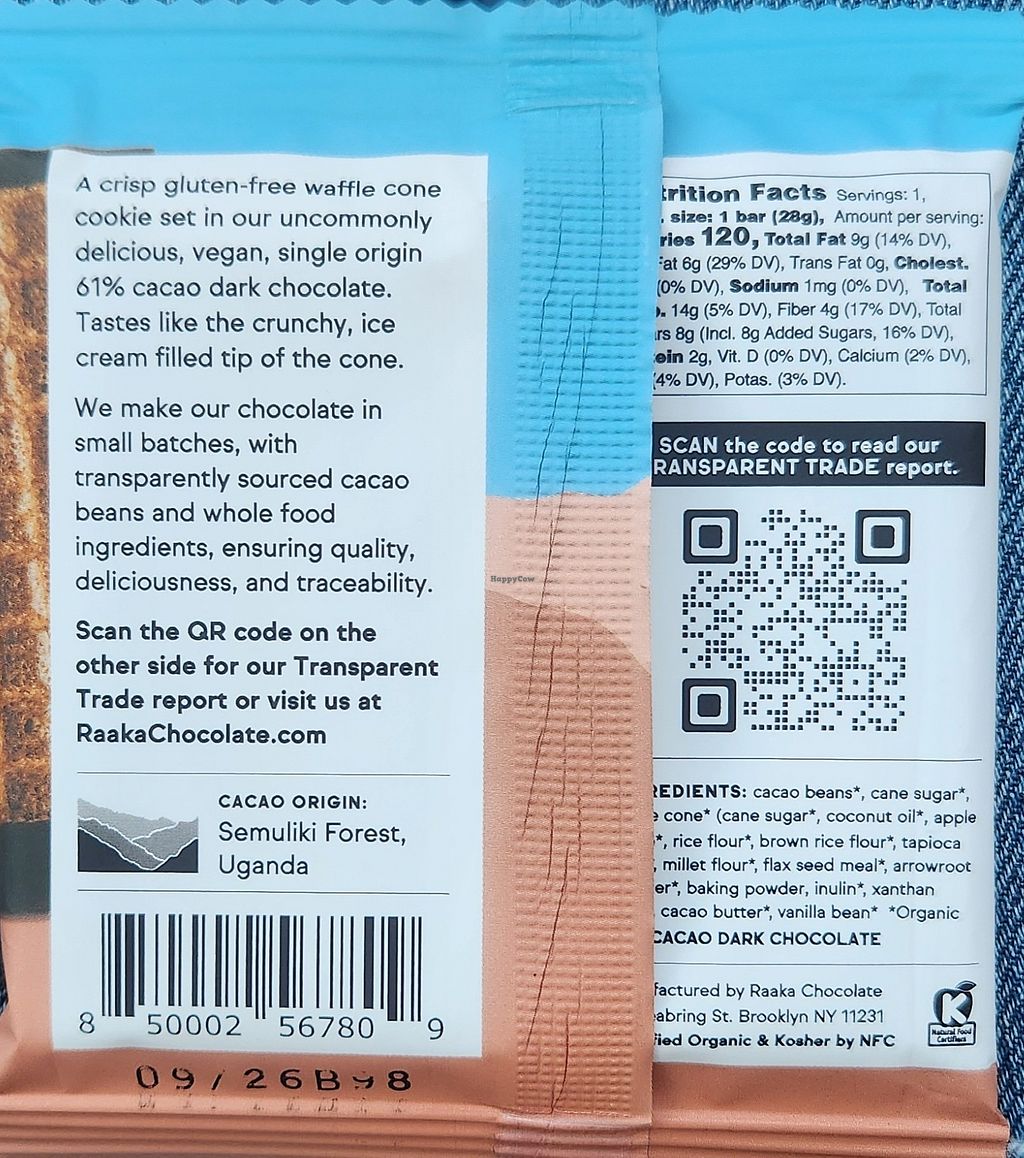 A crisp gluten-free waffle cone
cookie set in our uncommonly
delicious, vegan, single origin
61% cacao dark chocolate.
Tastes like the crunchy, ice
cream filled tip of the cone.
We make our chocolate in
small batches, with
transparently sourced cacao
beans and whole food
ingredients, ensuring quality,
deliciousness, and traceability.
Scan the QR code on the
other side for our Transparent
Trade report or visit us at
RaakaChocolate.com
CACAO ORIGIN:
Semuliki Forest,
Uganda
8 50002 56780 9
09/26B98
HappyCow
trition Facts Servings: 1,
. size: 1 bar (28g), Amount per serving:
ries 120, Total Fat 9g (14% DV),
Fat 6g (29% DV), Trans Fat 0g, Cholest.
(0% DV), Sodium 1mg (0% DV), Total
. 14g (5% DV), Fiber 4g (17% DV), Total
rs 8g (Incl. 8g Added Sugars, 16% DV),
ein 2g, Vit. D (0% DV), Calcium (2% DV),
(4% DV), Potas. (3% DV).
SCAN the code to read our
RANSPARENT TRADE report.
REDIENTS: cacao beans*, cane sugar*,
e cone* (cane sugar*, coconut oil*, apple
*, rice flour*, brown rice flour*, tapioca
, millet flour*, flax seed meal*, arrowroot
er*, baking powder, inulin*, xanthan
cacao butter*, vanilla bean* *Organic
CACAO DARK CHOCOLATE
factured by Raaka Chocolate
abring St. Brooklyn NY 11231
fied Organic & Kosher by NFC
K
Natural Food
Certifiers